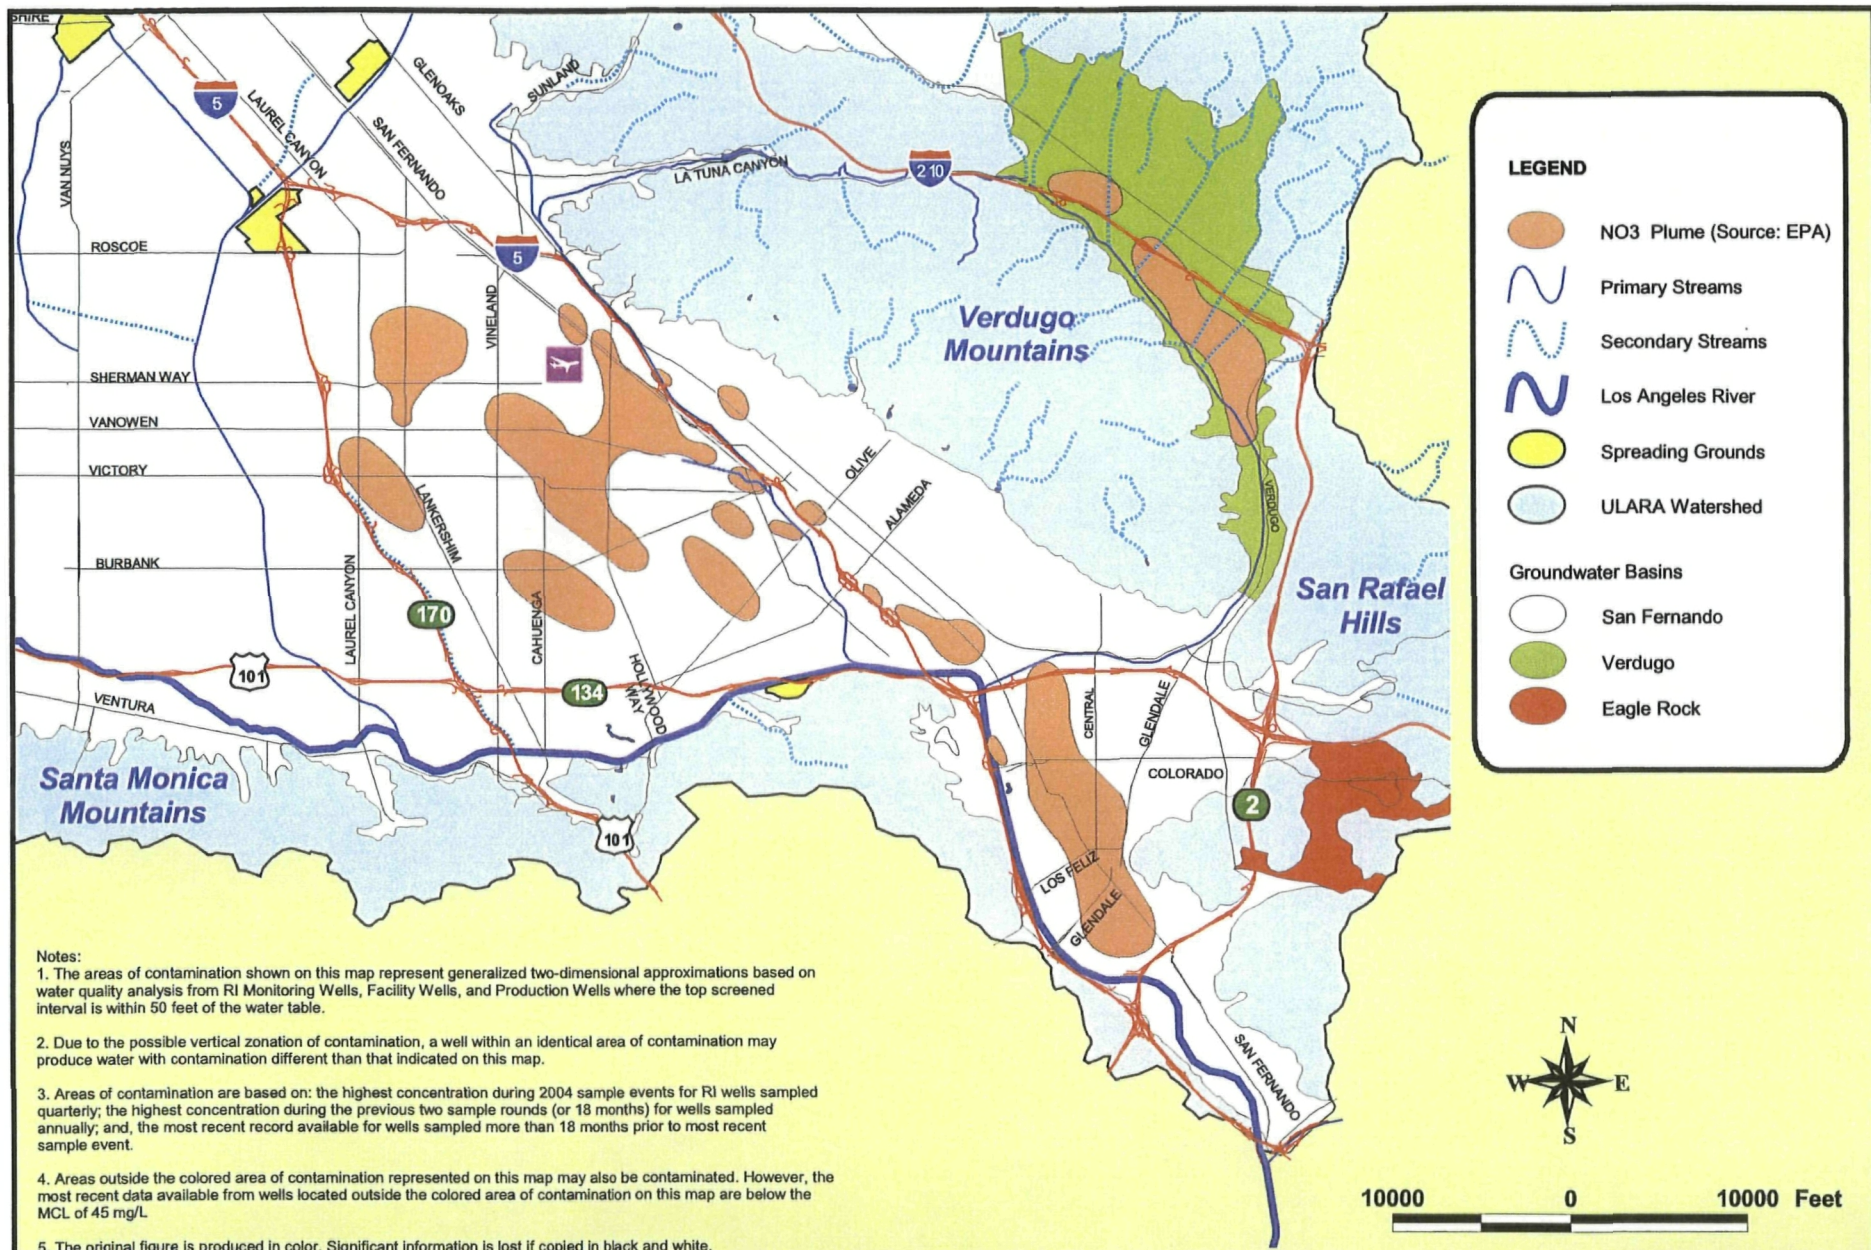 SHIRE
5
GLENOAKS
SUNLAND
LAUREL CANYON
SAN FERNANDO
VAN NUYS
LA TUNA CANYON
210
ROSCOE
5
VINELAND
Verdugo
Mountains
SHERMAN WAY
VANOWEN
VICTORY
OLIVE
ALAMEDA
LANKERSHIM
VERDUGO
BURBANK
LAUREL CANYON
170
CAHUENGA
San Rafael
Hills
101
134
HOLLYWOOD
WAY
VENTURA
CENTRAL
GLENDALE
COLORADO
Santa Monica
Mountains
2
101
LOS FELIZ
GLENDALE
SAN FERNANDO
LEGEND
NO3 Plume (Source: EPA)
Primary Streams
Secondary Streams
Los Angeles River
Spreading Grounds
ULARA Watershed
Groundwater Basins
San Fernando
Verdugo
Eagle Rock
Notes:
1. The areas of contamination shown on this map represent generalized two-dimensional approximations based on
water quality analysis from RI Monitoring Wells, Facility Wells, and Production Wells where the top screened
interval is within 50 feet of the water table.
2. Due to the possible vertical zonation of contamination, a well within an identical area of contamination may
produce water with contamination different than that indicated on this map.
3. Areas of contamination are based on: the highest concentration during 2004 sample events for RI wells sampled
quarterly; the highest concentration during the previous two sample rounds (or 18 months) for wells sampled
annually; and, the most recent record available for wells sampled more than 18 months prior to most recent
sample event.
4. Areas outside the colored area of contamination represented on this map may also be contaminated. However, the
most recent data available from wells located outside the colored area of contamination on this map are below the
MCL of 45 mg/L
5. The original figure is produced in color. Significant information is lost if copied in black and white.
N
W E
S
10000 0 10000 Feet